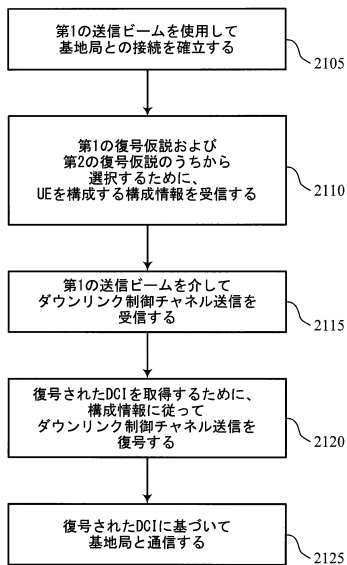 第1の送信ビームを使用して
基地局との接続を確立する
2105
第1の復号仮説および
第2の復号仮説のうちから
選択するために、
UEを構成する構成情報を受信する
2110
第1の送信ビームを介して
ダウンリンク制御チャネル送信を
受信する
2115
復号されたDCIを取得するために、
構成情報に従って
ダウンリンク制御チャネル送信を
復号する
2120
復号されたDCIに基づいて
基地局と通信する
2125